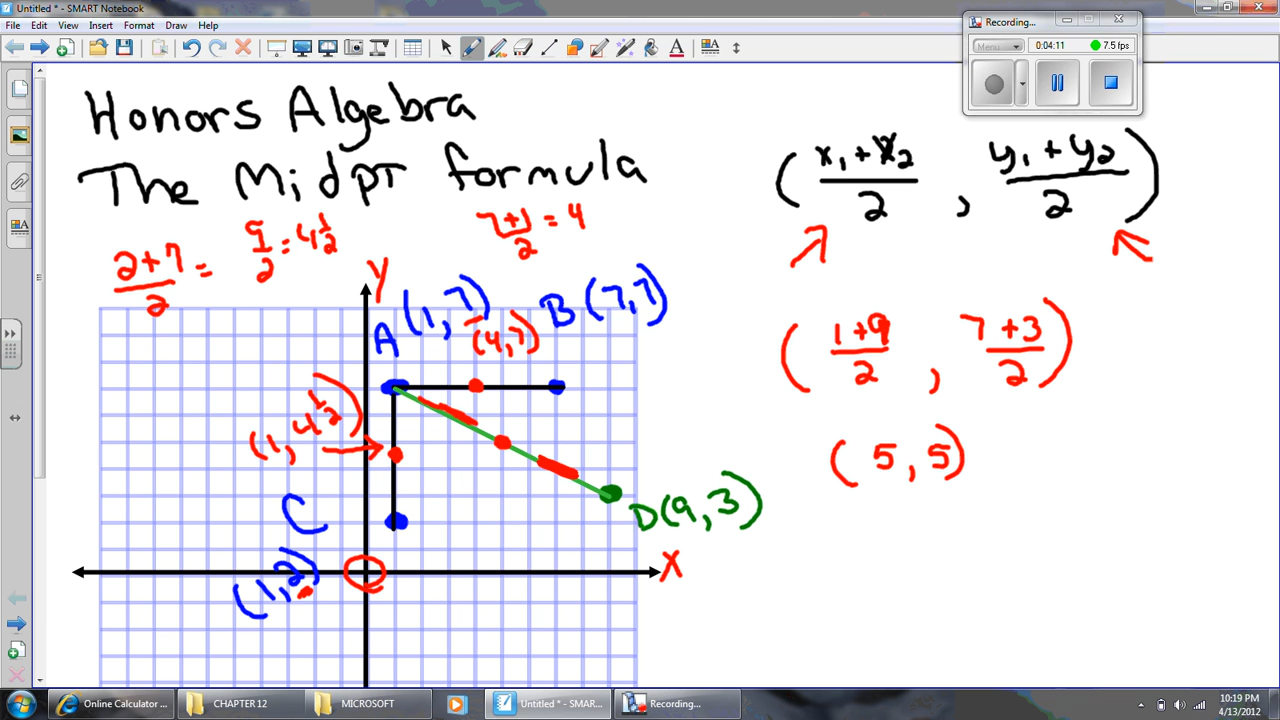 Untitled * - SMART Notebook
File Edit View Insert Format Draw Help
Recording...
Menu 0:04:11 7.5 fps
Honors Algebra
The Midpt formula
(x₁+x₂/2 , y₁+y₂/2)
2+7/2 = 9/2 = 4 1/2
7+1/2 = 4
Y
A (1,7)
B (7,7)
(4,7)
(1+9/2 , 7+3/2)
(1, 4 1/2)
(5,5)
C
D(9,3)
X
(1,2)
Online Calculator ...
CHAPTER 12
MICROSOFT
Untitled * - SMAR...
Recording...
10:19 PM
4/13/2012